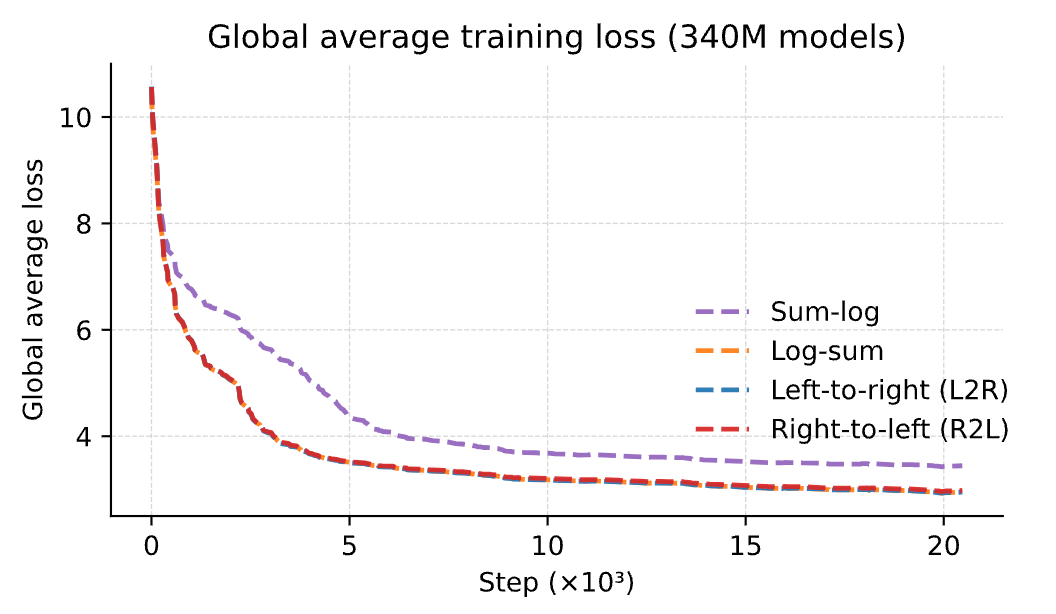 Global average training loss (340M models)
Global average loss
10
8
6
4
Sum-log
Log-sum
Left-to-right (L2R)
Right-to-left (R2L)
0 5 10 15 20
Step (×10³)